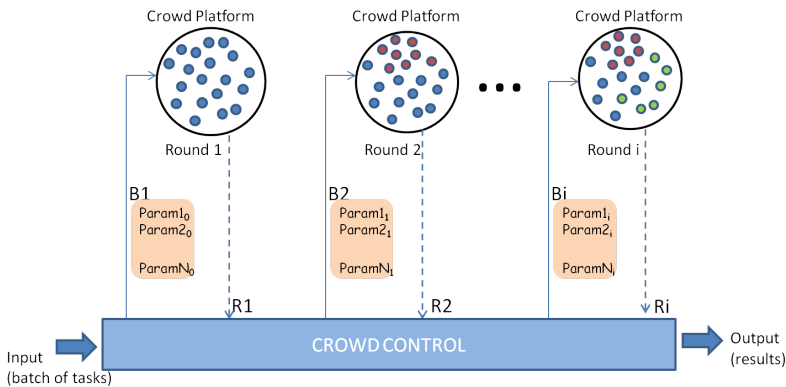 Crowd Platform
Crowd Platform
Crowd Platform
Round 1
Round 2
Round i
B1
B2
Bi
Param1₀
Param2₀
ParamN₀
Param1₁
Param2₁
ParamN₁
Param1ᵢ
Param2ᵢ
ParamNᵢ
R1
R2
Ri
Input
(batch of tasks)
CROWD CONTROL
Output
(results)